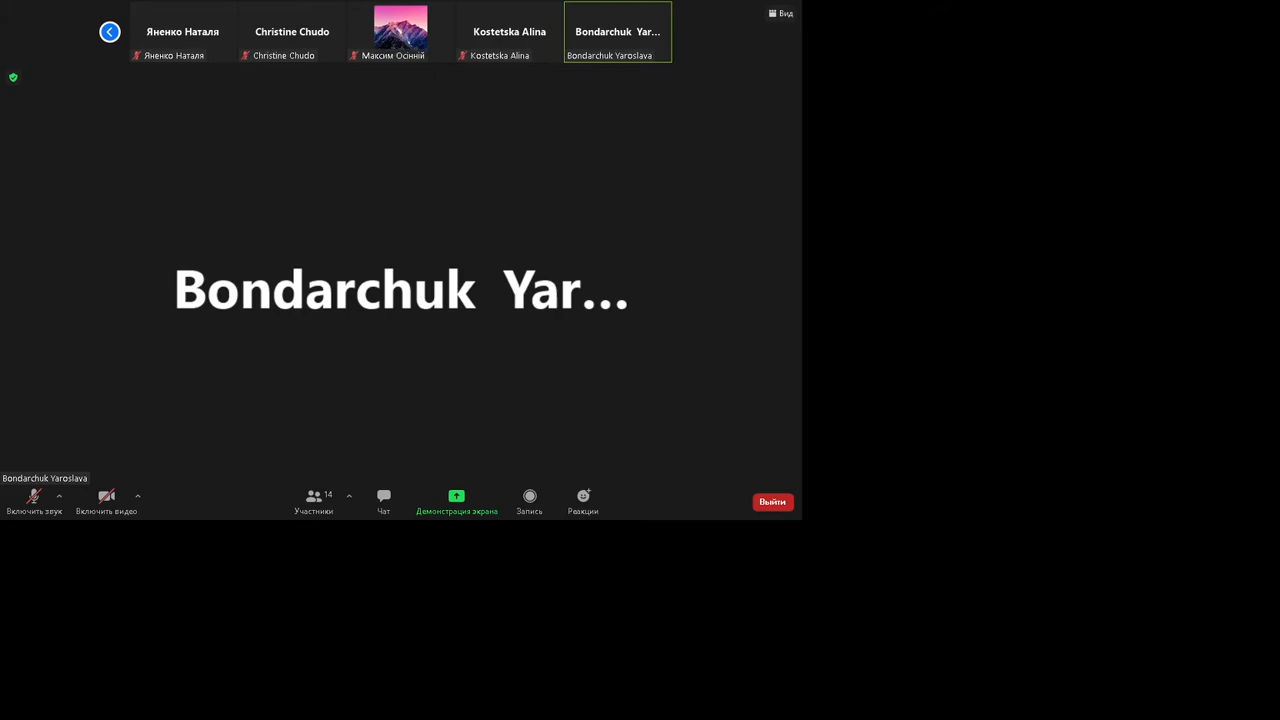 Яненко Наталя
Christine Chudo
Kostetska Alina
Bondarchuk Yar...
Вид
Яненко Наталя
Christine Chudo
Максим Осінній
Kostetska Alina
Bondarchuk Yaroslava
Bondarchuk Yar...
Bondarchuk Yaroslava
14
Включить звук
Включить видео
Участники
Чат
Демонстрация экрана
Запись
Реакции
Выйти